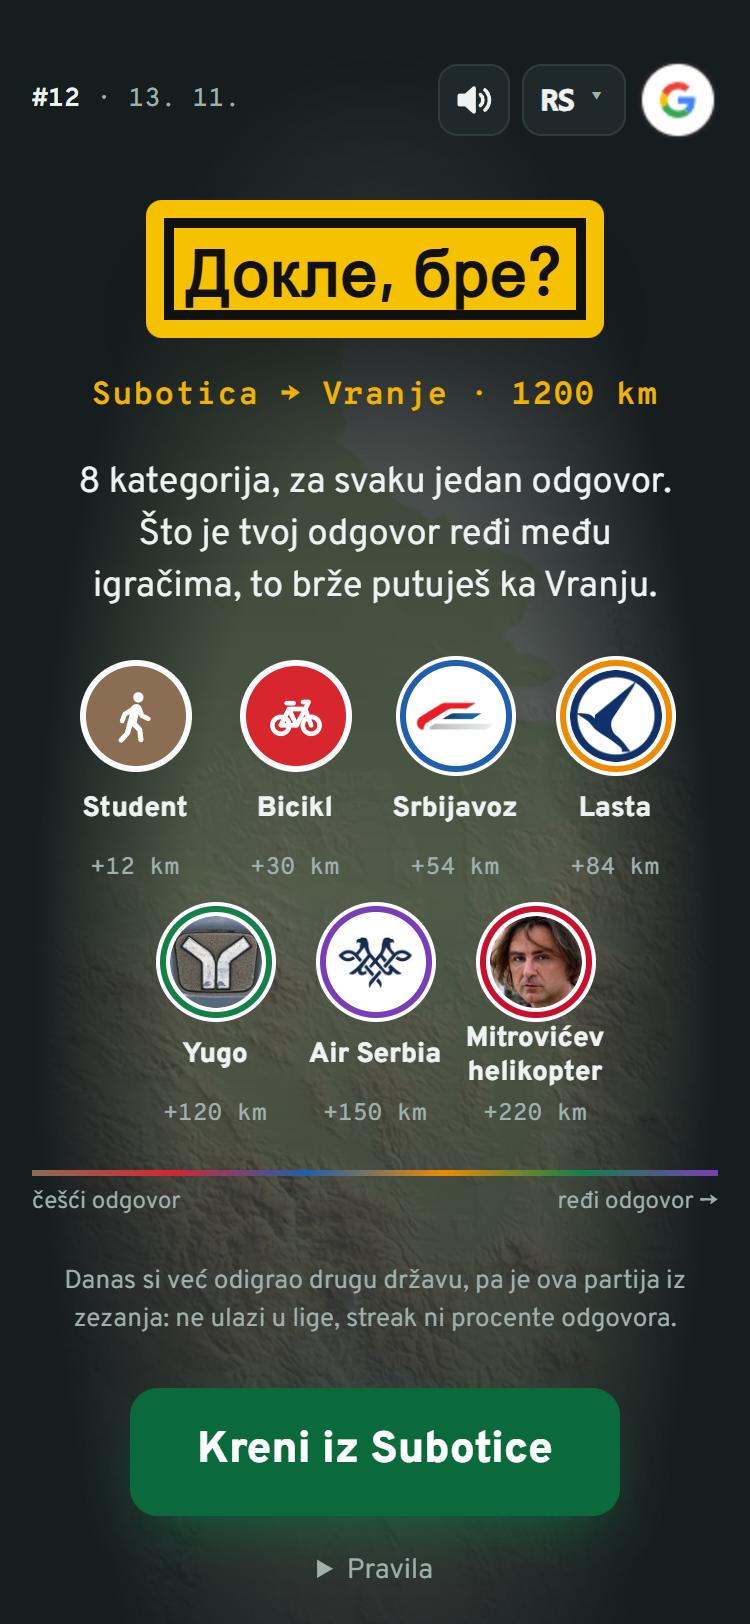 #12 · 13. 11.
RS
Докле, бре?
Subotica → Vranje · 1200 km
8 kategorija, za svaku jedan odgovor.
Što je tvoj odgovor ređi među
igračima, to brže putuješ ka Vranju.
Student Bicikl Srbijavoz Lasta
+12 km +30 km +54 km +84 km
Yugo Air Serbia Mitrovićev
helikopter
+120 km +150 km +220 km
češći odgovor ređi odgovor →
Danas si već odigrao drugu državu, pa je ova partija iz
zezanja: ne ulazi u lige, streak ni procente odgovora.
Kreni iz Subotice
Pravila